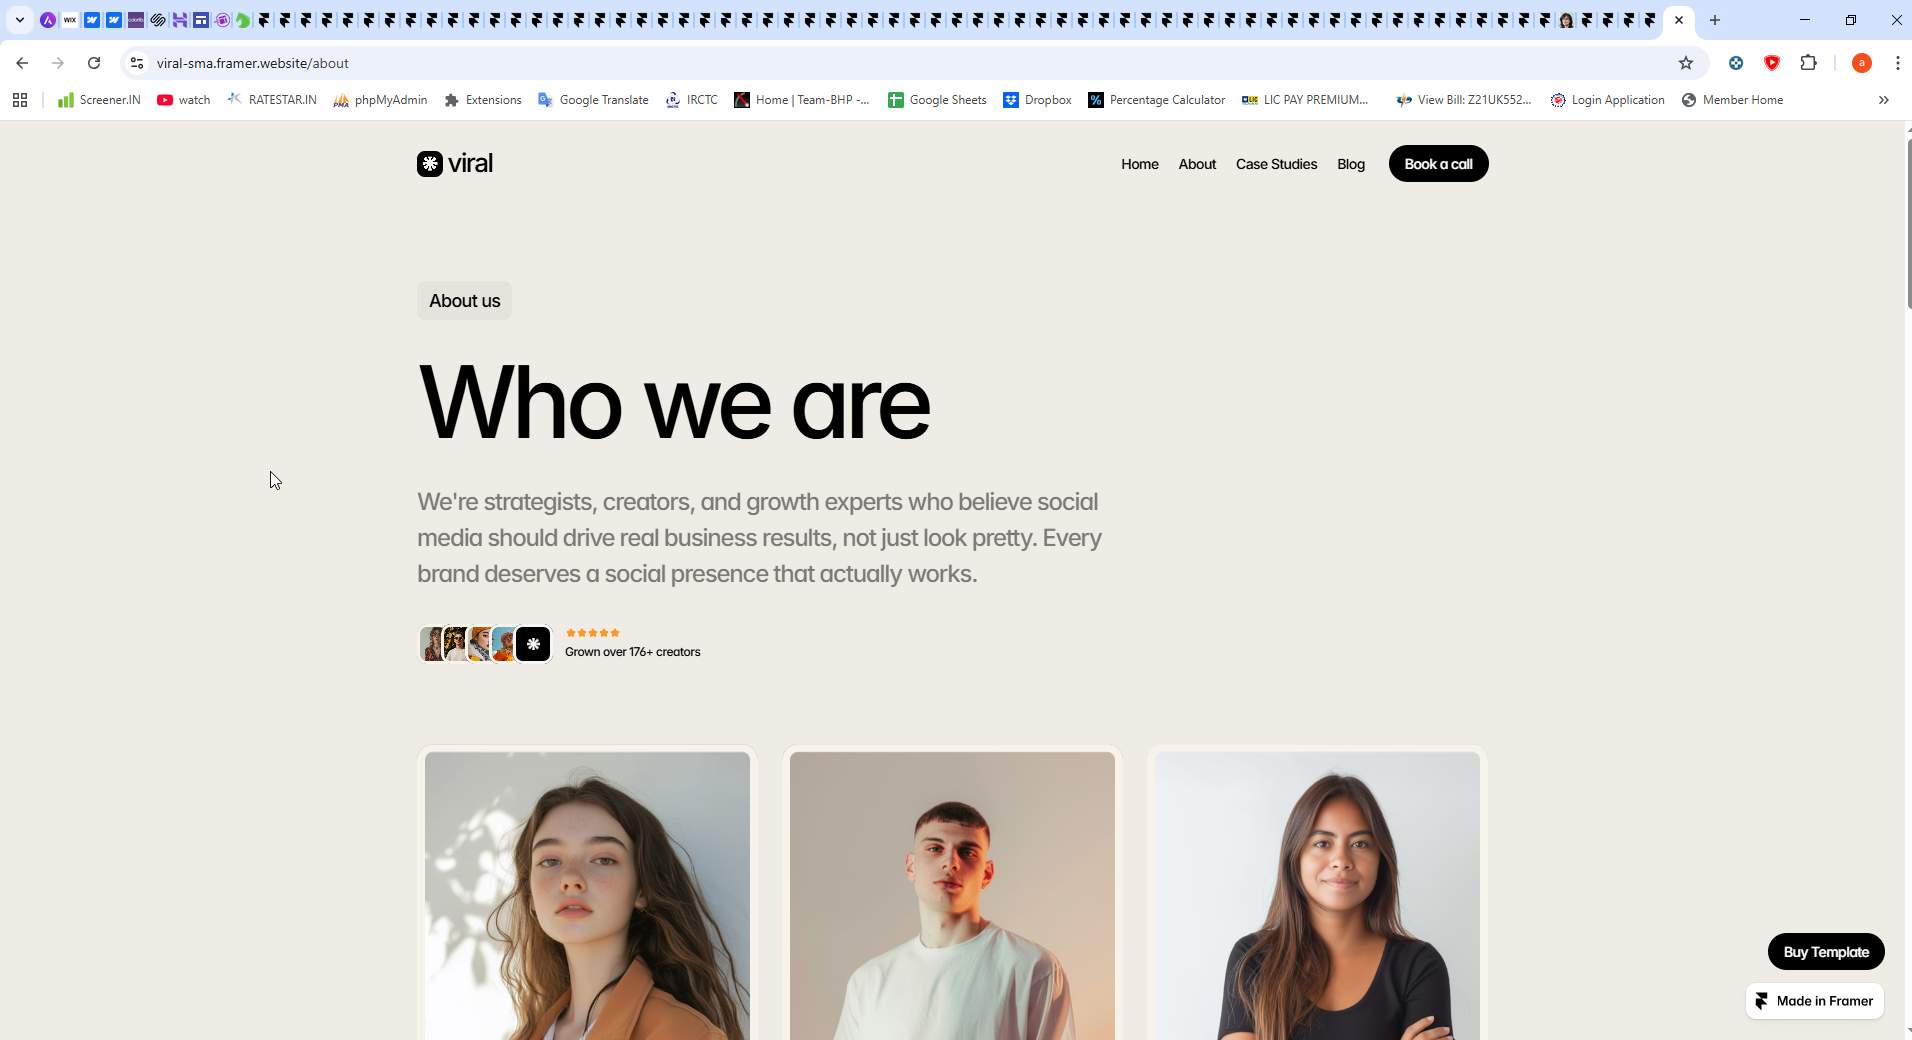 WIX
viral-sma.framer.website/about
a
Screener.IN
watch
RATESTAR.IN
PMA
phpMyAdmin
Extensions
Google Translate
IRCTC
Home | Team-BHP -...
Google Sheets
Dropbox
%
Percentage Calculator
LIC PAY PREMIUM...
View Bill: Z21UK552...
Login Application
Member Home
viral
Home
About
Case Studies
Blog
Book a call
About us
Who we are
We're strategists, creators, and growth experts who believe social
media should drive real business results, not just look pretty. Every
brand deserves a social presence that actually works.
Grown over 176+ creators
Buy Template
Made in Framer